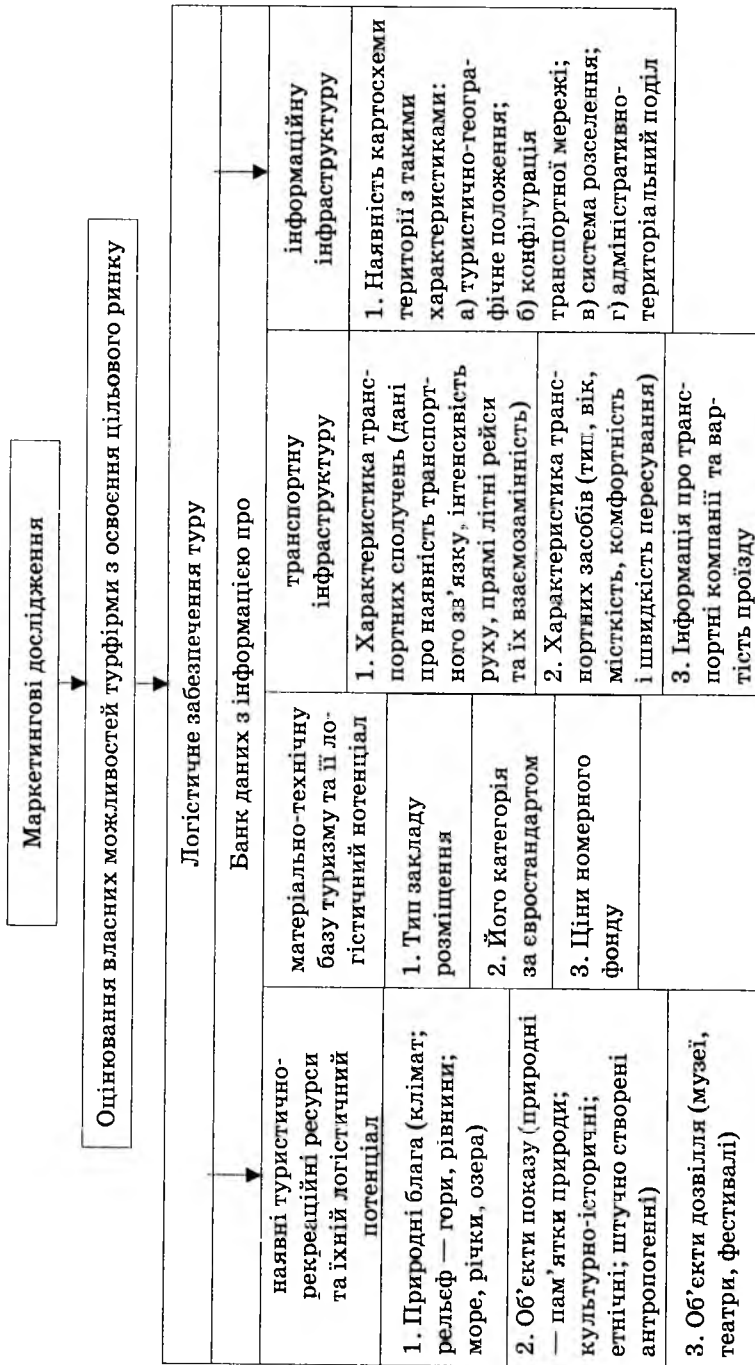 Маркетингові дослідження
Оцінювання власних можливостей турфірми з освоєння цільового ринку
Логістичне забезпечення туру
Банк даних з інформацією про
наявні туристично-
рекреаційні ресурси
та їхній логістичний
потенціал
1. Природні блага (клімат;
рельєф — гори, рівнини;
море, річки, озера)
2. Об'єкти показу (природні
— пам'ятки природи;
культурно-історичні;
етнічні; штучно створені
антропогенні)
3. Об'єкти дозвілля (музеї,
театри, фестивалі)
матеріально-технічну
базу туризму та її ло-
гістичний нотенціал
1. Тип закладу
розміщення
2. Його категорія
за євростандартом
3. Ціни номерного
фонду
транспортну
інфраструктуру
1. Характеристика транс-
портних сполучень (дані
про наявність транспорт-
ного зв'язку, інтенсивість
руху, прямі літні рейси
та їх взаємозамінність)
2. Характеристика транс-
нортних засобів (тип, вік,
місткість, комфортність
і швидкість пересування)
3. Інформація про транс-
портні компанії та вар-
тість проїзду
інформаційну
інфраструктуру
1. Наявність картосхеми
території з такими
характеристиками:
а) туристично-геогра-
фічне положення;
б) конфігурація
транспортної мережі;
в) система розселення;
г) адміністративно-
територіальний поділ